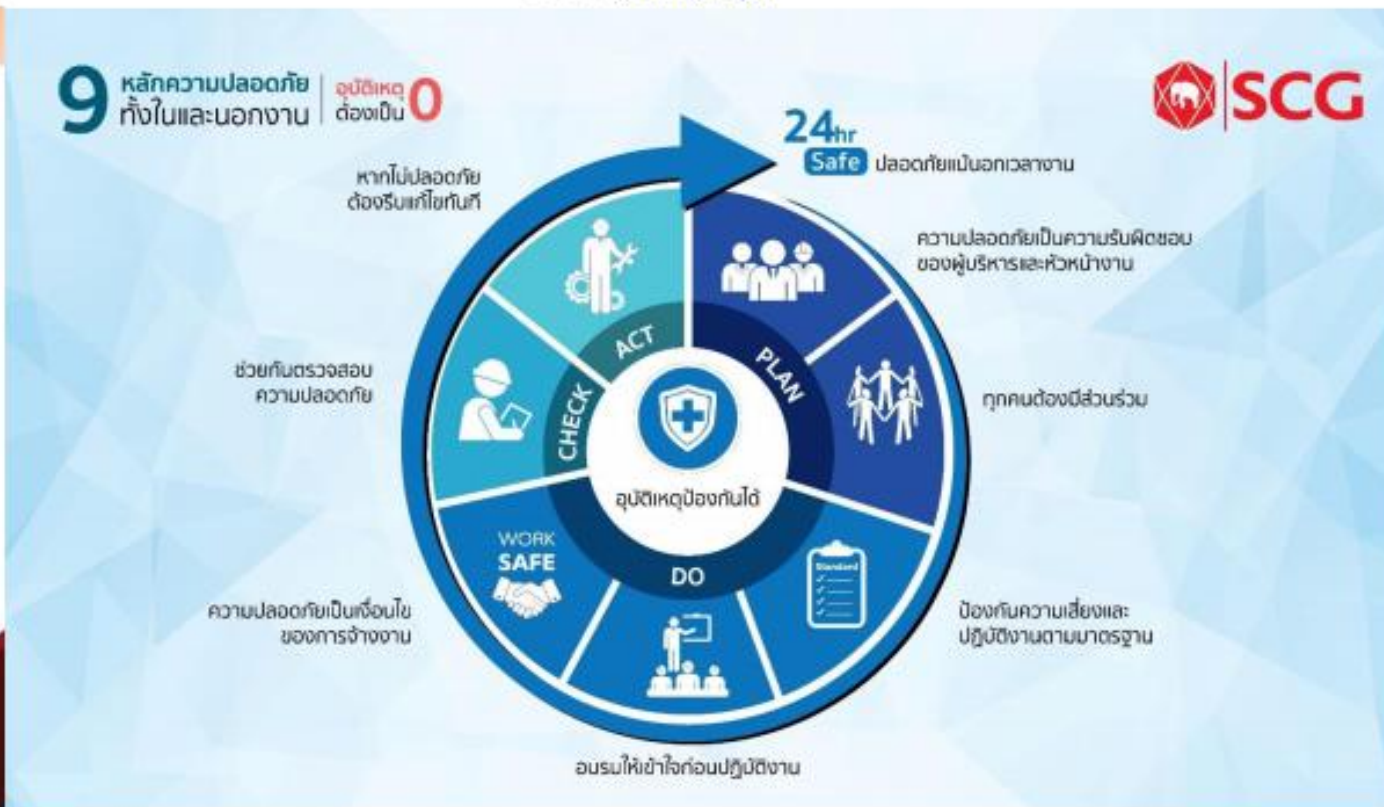 9 หลักความปลอดภัย
ทั้งในและนอกงาน
อุบัติเหตุ
ต้องเป็น 0
SCG
24hr
Safe ปลอดภัยแม้นอกเวลางาน
ความปลอดภัยเป็นความรับผิดชอบ
ของผู้บริหารและหัวหน้างาน
ทุกคนต้องมีส่วนร่วม
ป้องกันความเสี่ยงและ
ปฏิบัติงานตามมาตรฐาน
อบรมให้เข้าใจก่อนปฏิบัติงาน
ความปลอดภัยเป็นเงื่อนไข
ของการจ้างงาน
ช่วยกันตรวจสอบ
ความปลอดภัย
หากไม่ปลอดภัย
ต้องรีบแก้ไขทันที
PLAN
DO
CHECK
ACT
Standard
WORK
SAFE
อุบัติเหตุป้องกันได้